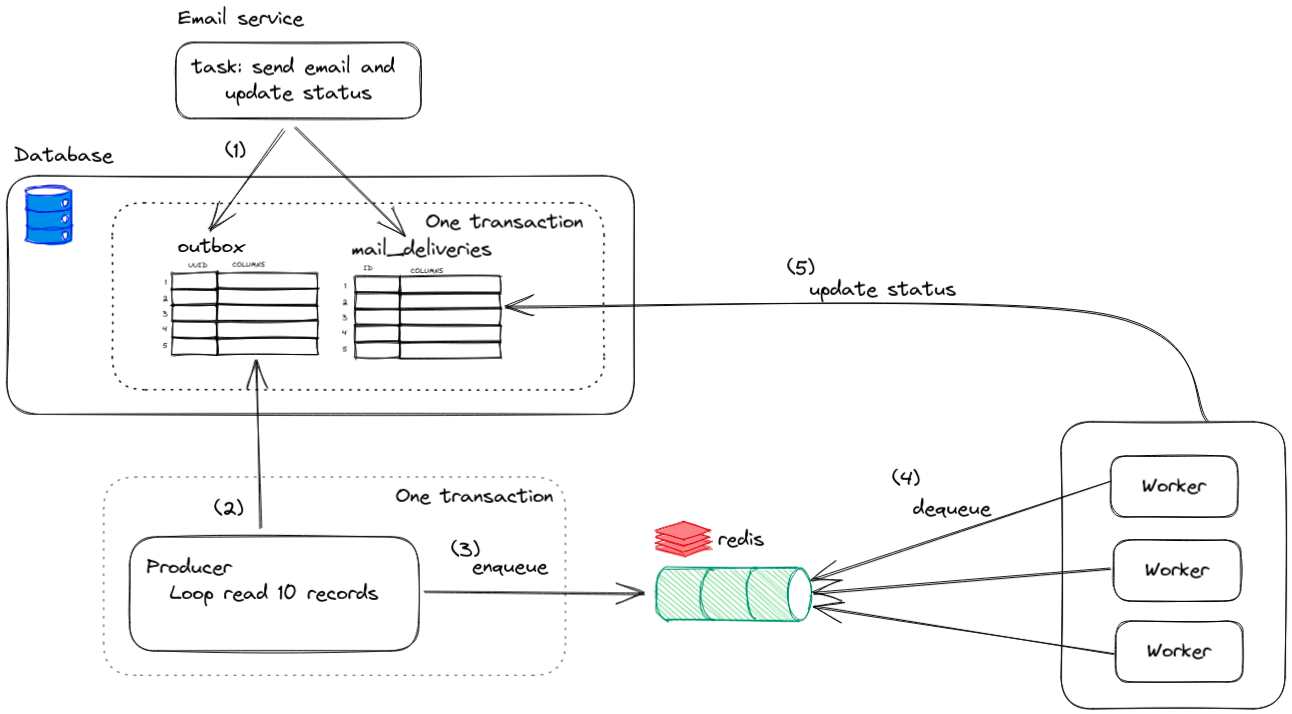 Email service
task: send email and
update status
(1)
Database
One transaction
outbox
mail_deliveries
UUID COLUMNS
ID COLUMNS
1
2
3
4
5
1
2
3
4
5
(5)
update status
(2)
One transaction
Producer
Loop read 10 records
(3)
enqueue
redis
(4)
dequeue
Worker
Worker
Worker